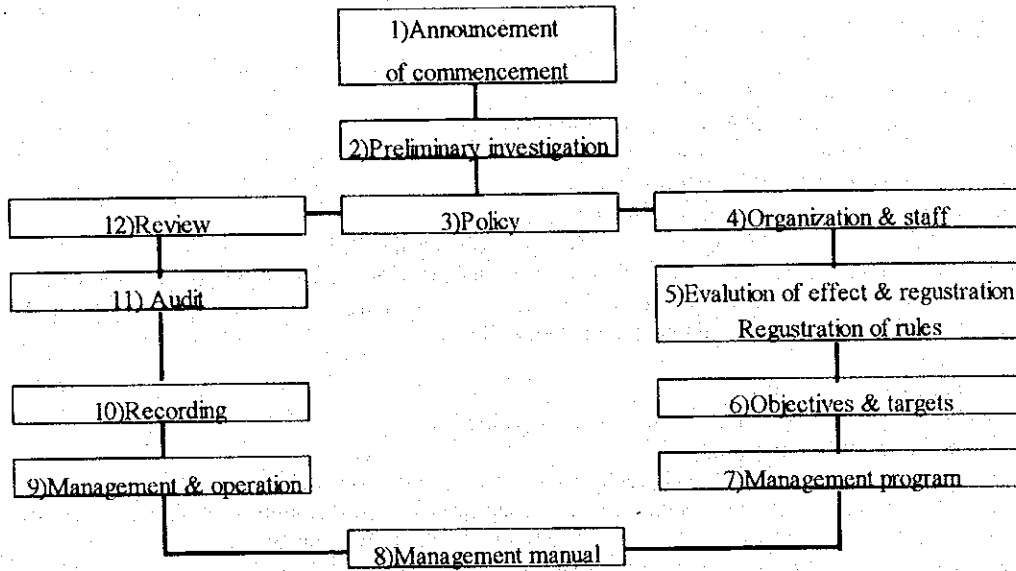 1)Announcement
of commencement
2)Preliminary investigation
3)Policy
4)Organization & staff
5)Evalution of effect & regustration
Regustration of rules
6)Objectives & targets
7)Management program
8)Management manual
9)Management & operation
10)Recording
11) Audit
12)Review